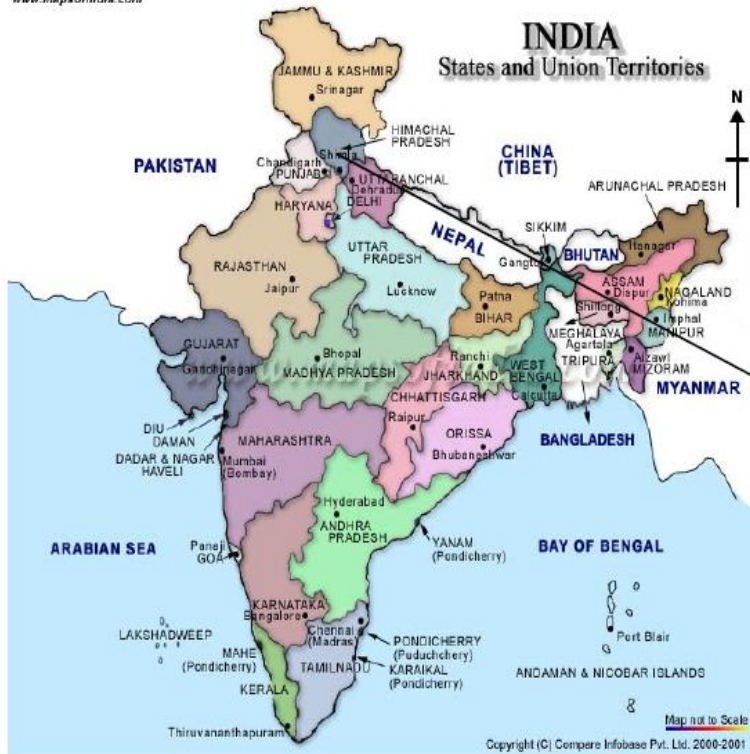 www.mapsofindia.com
INDIA
States and Union Territories
N
JAMMU & KASHMIR
Srinagar
HIMACHAL
PRADESH
Shimla
PAKISTAN
Chandigarh
PUNJAB
CHINA
(TIBET)
UTTARANCHAL
Dehradun
DELHI
HARYANA
ARUNACHAL PRADESH
SIKKIM
NEPAL
BHUTAN
Itanagar
Gangtok
UTTAR
PRADESH
RAJASTHAN
Jaipur
Lucknow
ASSAM
Dispur
NAGALAND
Kohima
Patna
BIHAR
Shillong
Imphal
MEGHALAYA
MANIPUR
Agartala
TRIPURA
Aizawl
MIZORAM
GUJARAT
Gandhinagar
Bhopal
MADHYA PRADESH
Ranchi
JHARKHAND
WEST
BENGAL
Calcutta
MYANMAR
CHHATTISGARH
Raipur
DIU
DAMAN
DADAR & NAGAR
HAVELI
MAHARASHTRA
Mumbai
(Bombay)
ORISSA
Bhubaneshwar
BANGLADESH
Hyderabad
ANDHRA
PRADESH
YANAM
(Pondicherry)
ARABIAN SEA
Panaji
GOA
BAY OF BENGAL
KARNATAKA
Bangalore
LAKSHADWEEP
Chennai
(Madras)
PONDICHERRY
(Puduchchery)
Port Blair
MAHE
(Pondicherry)
TAMILNADU
KARAIKAL
(Pondicherry)
ANDAMAN & NICOBAR ISLANDS
KERALA
Thiruvananthapuram
Map not to Scale
Copyright (C) Compare Infobase Pvt. Ltd. 2000-2001